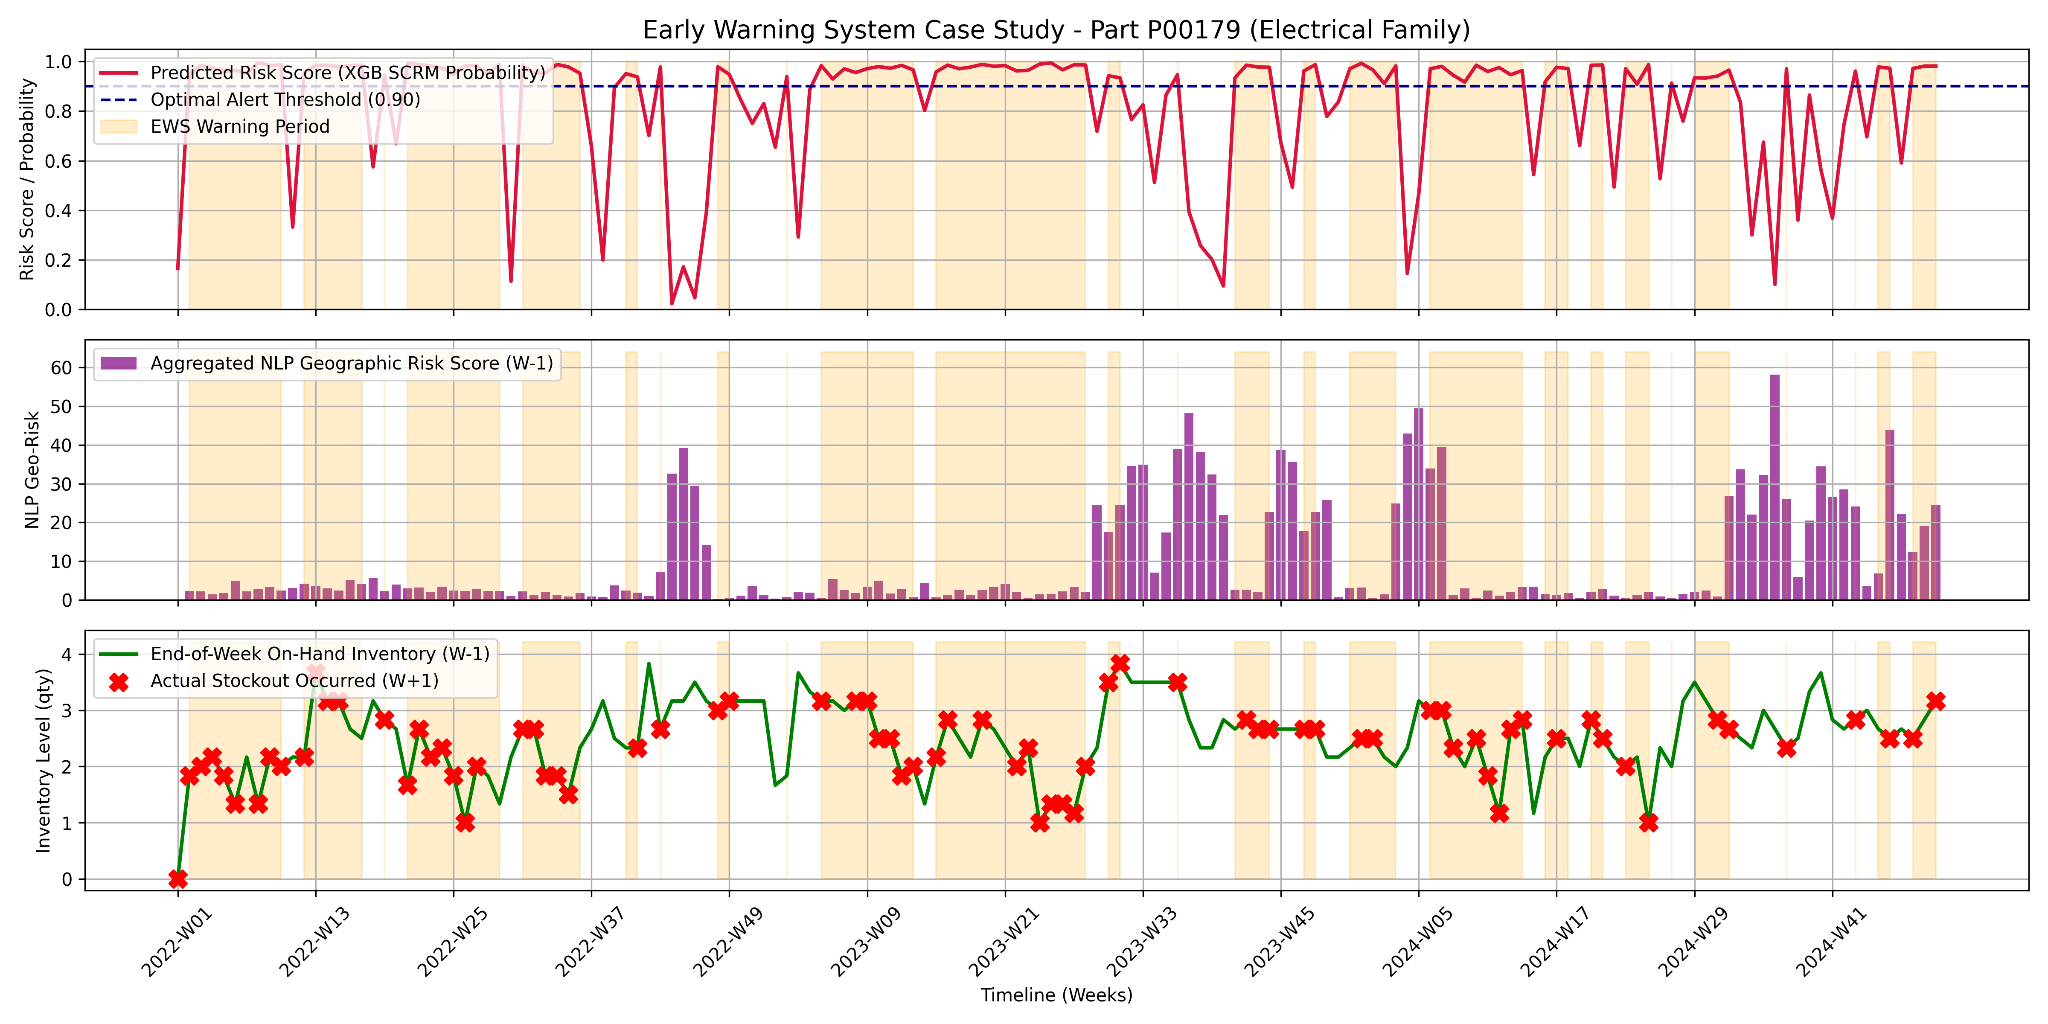 Early Warning System Case Study - Part P00179 (Electrical Family)
Risk Score / Probability
1.0
0.8
0.6
0.4
0.2
0.0
Predicted Risk Score (XGB SCRM Probability)
Optimal Alert Threshold (0.90)
EWS Warning Period
NLP Geo-Risk
60
50
40
30
20
10
0
Aggregated NLP Geographic Risk Score (W-1)
Inventory Level (qty)
4
3
2
1
0
End-of-Week On-Hand Inventory (W-1)
Actual Stockout Occurred (W+1)
2022-W01
2022-W13
2022-W25
2022-W37
2022-W49
2023-W09
2023-W21
2023-W33
2023-W45
2024-W05
2024-W17
2024-W29
2024-W41
Timeline (Weeks)